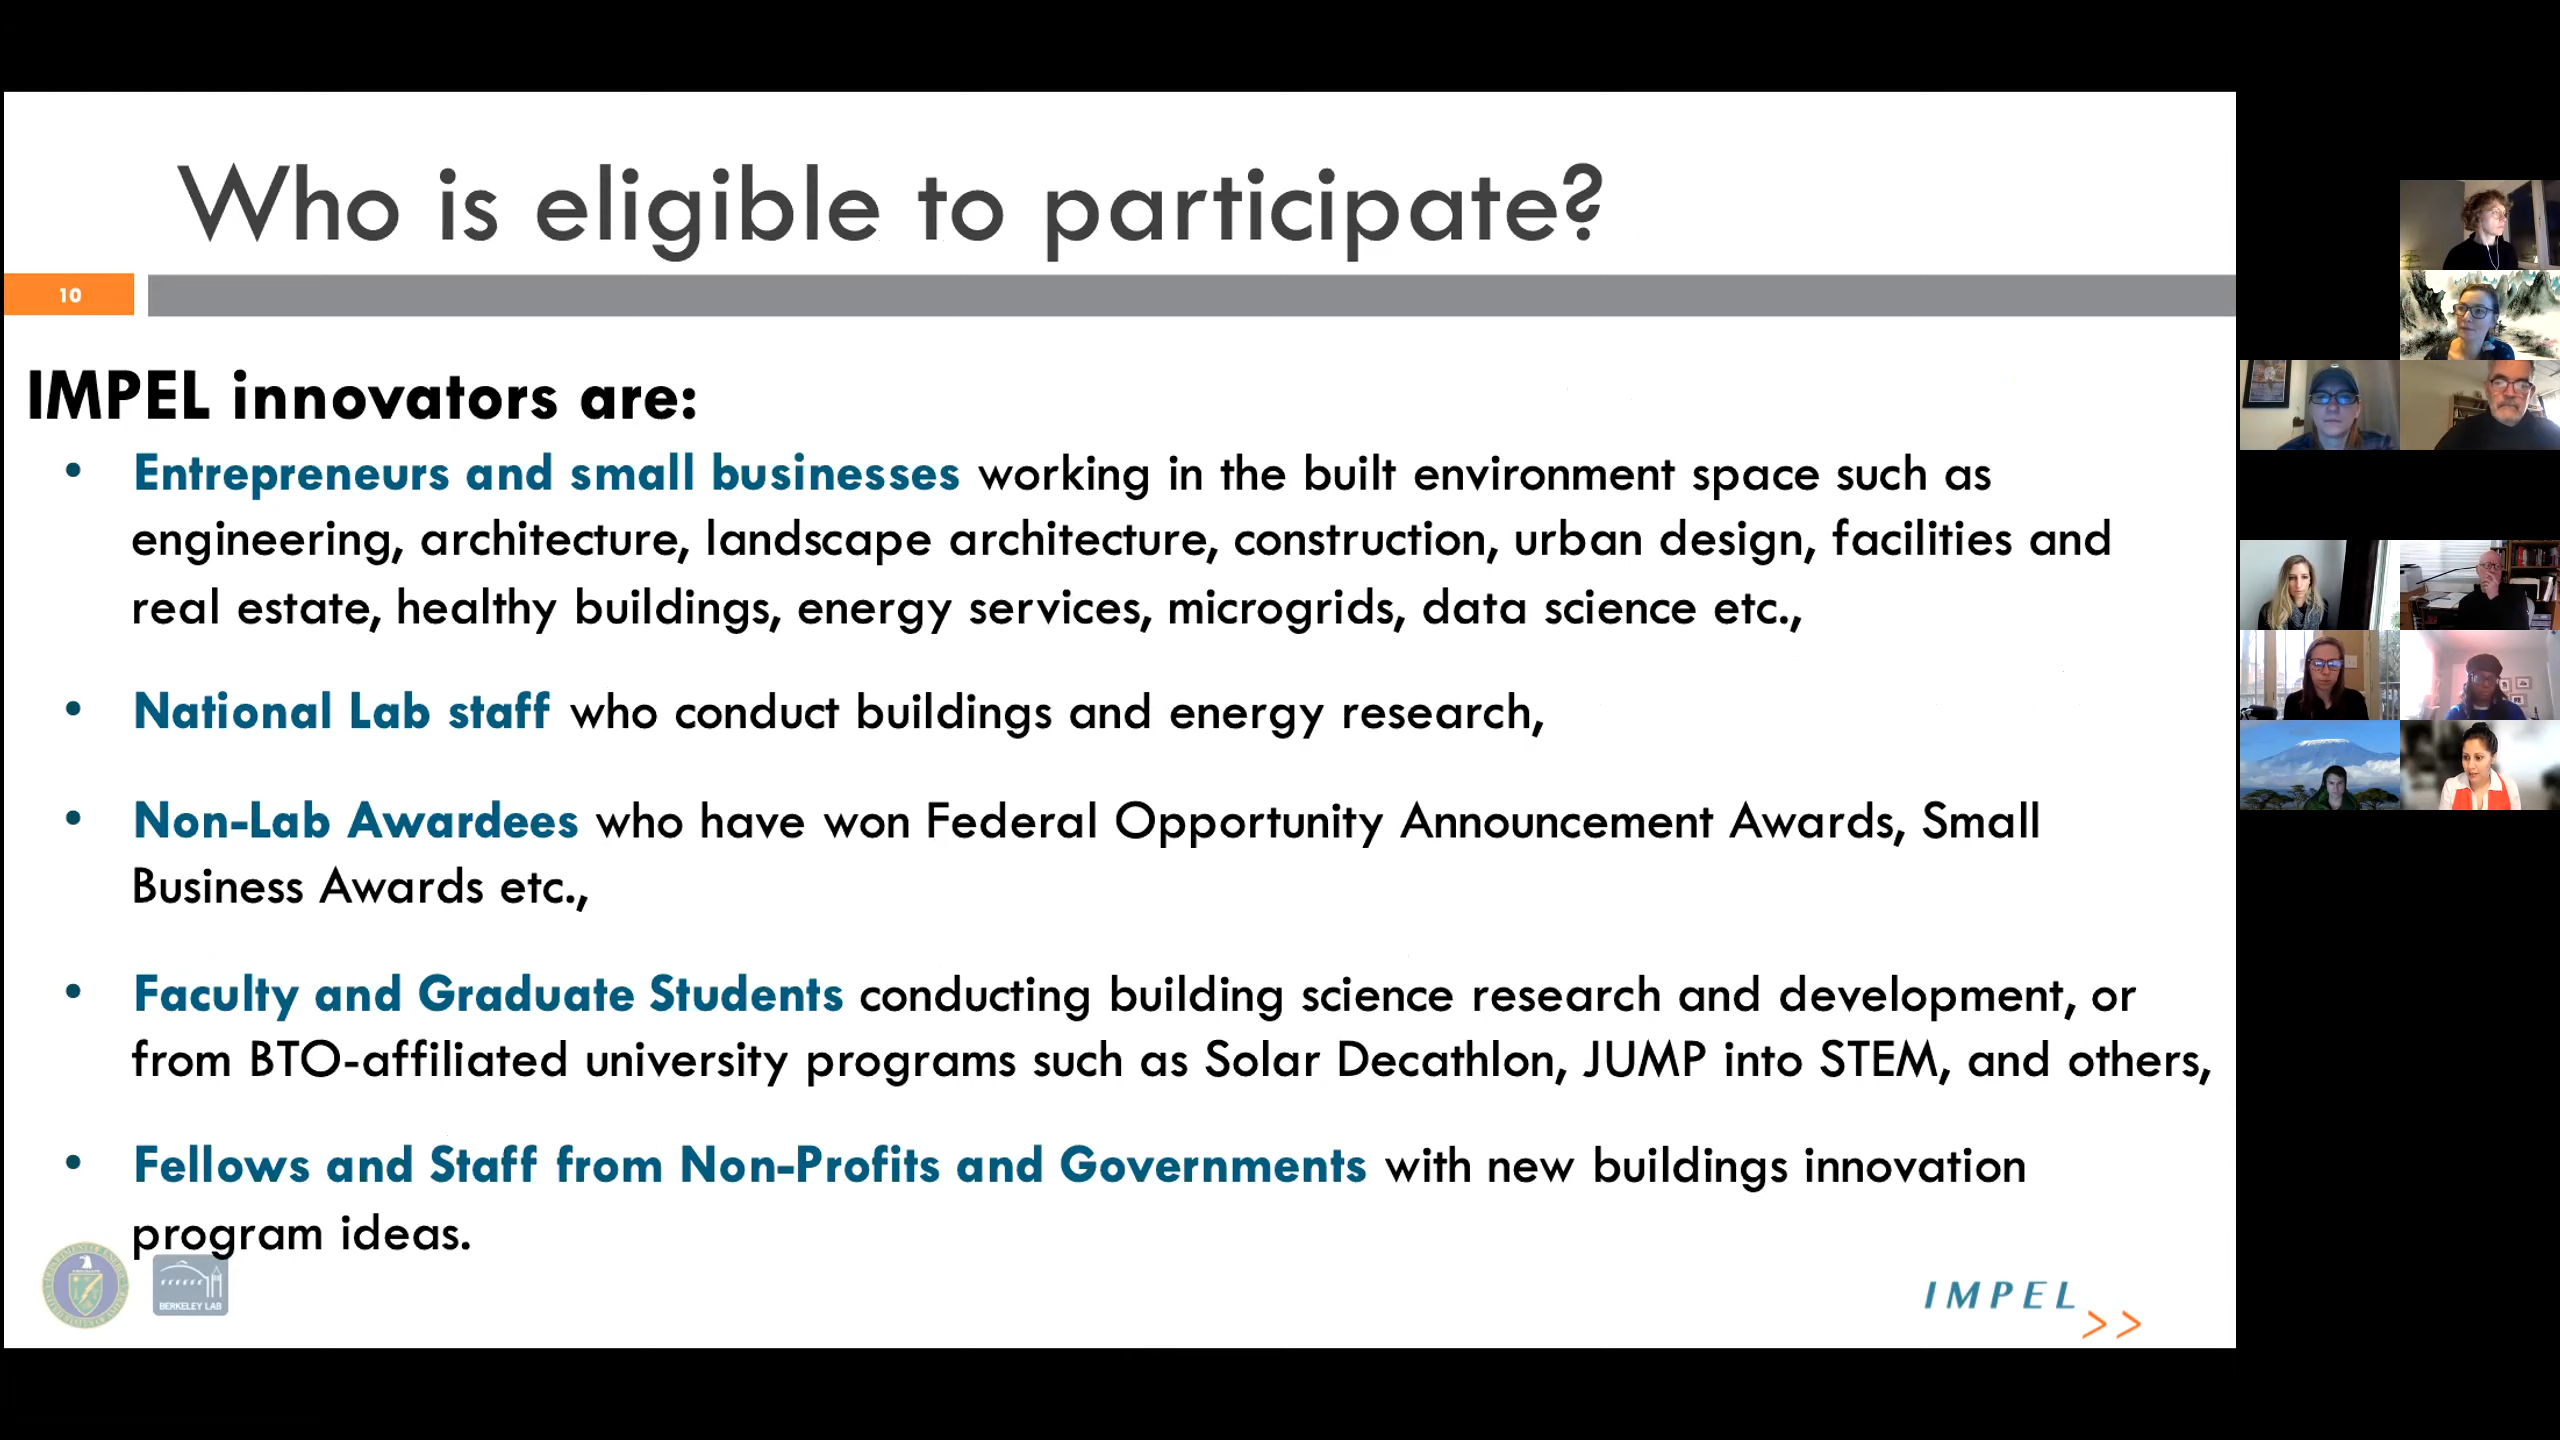 Who is eligible to participate?
10
IMPEL innovators are:
• Entrepreneurs and small businesses working in the built environment space such as
engineering, architecture, landscape architecture, construction, urban design, facilities and
real estate, healthy buildings, energy services, microgrids, data science etc.,
• National Lab staff who conduct buildings and energy research,
• Non-Lab Awardees who have won Federal Opportunity Announcement Awards, Small
Business Awards etc.,
• Faculty and Graduate Students conducting building science research and development, or
from BTO-affiliated university programs such as Solar Decathlon, JUMP into STEM, and others,
• Fellows and Staff from Non-Profits and Governments with new buildings innovation
program ideas.
BERKELEY LAB
IMPEL >>